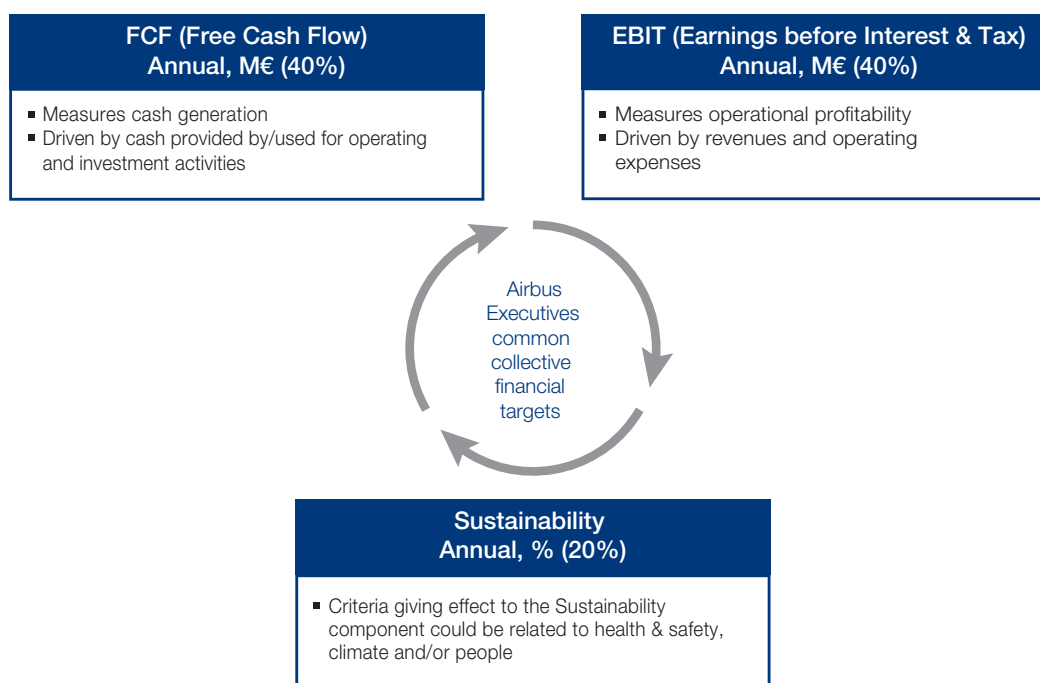 FCF (Free Cash Flow)
Annual, M€ (40%)
▪ Measures cash generation
▪ Driven by cash provided by/used for operating
and investment activities
EBIT (Earnings before Interest & Tax)
Annual, M€ (40%)
▪ Measures operational profitability
▪ Driven by revenues and operating
expenses
Airbus
Executives
common
collective
financial
targets
Sustainability
Annual, % (20%)
▪ Criteria giving effect to the Sustainability
component could be related to health & safety,
climate and/or people